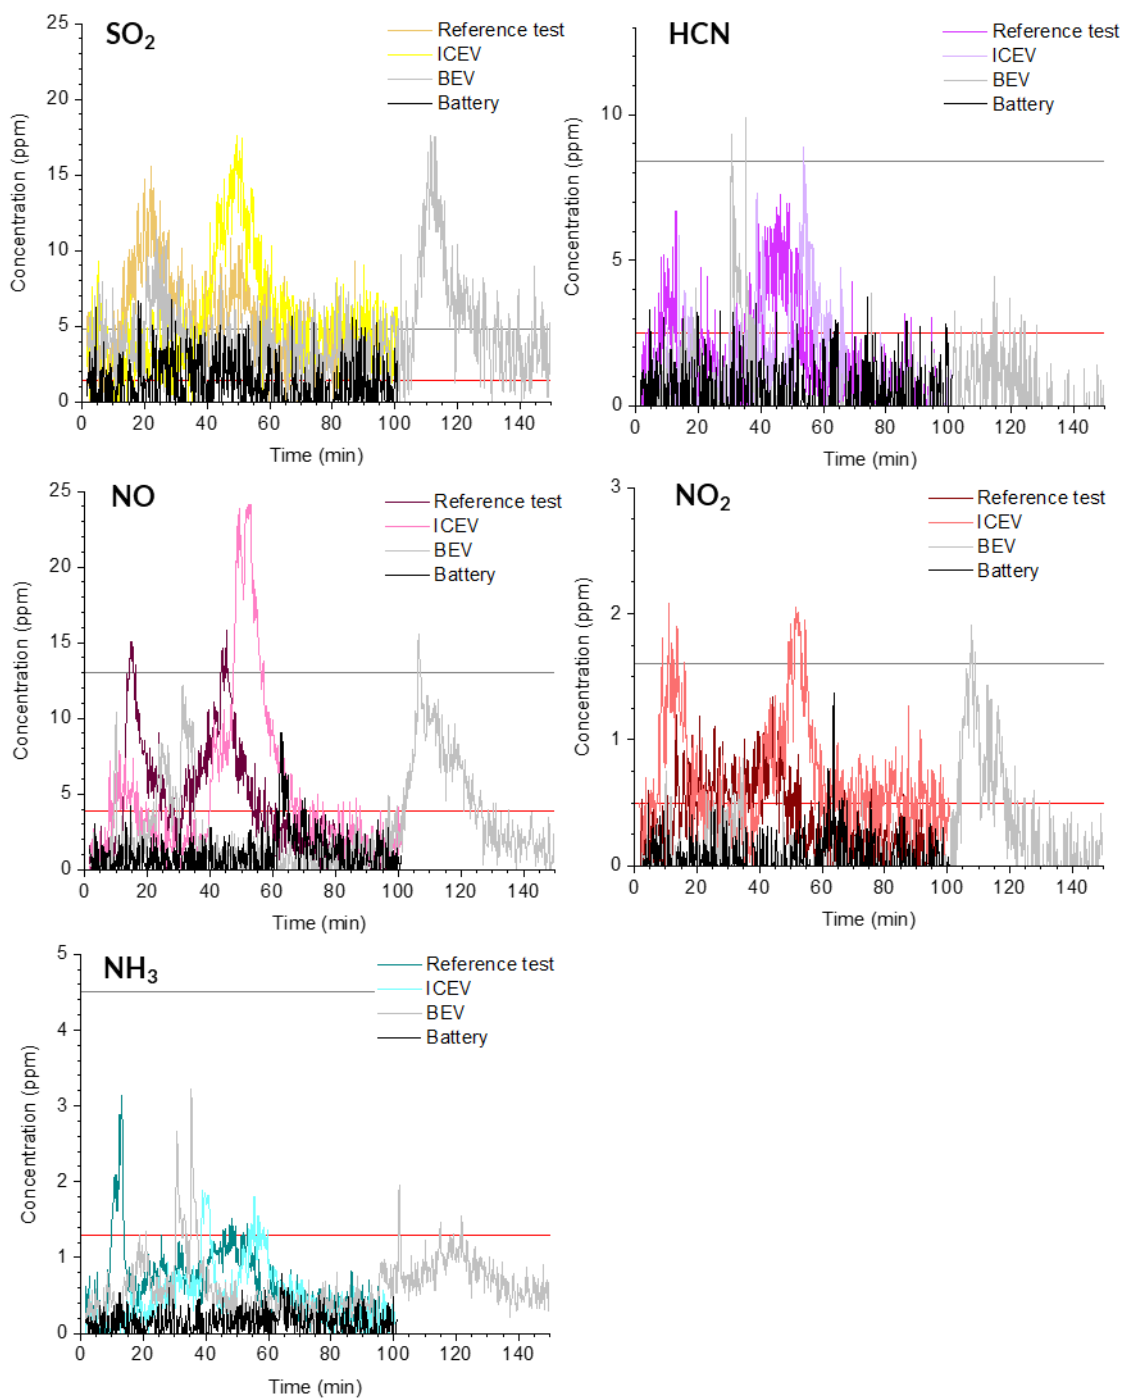 SO2
Reference test
ICEV
BEV
Battery
Concentration (ppm)
25
20
15
10
5
0
0 20 40 60 80 100 120 140
Time (min)
HCN
Reference test
ICEV
BEV
Battery
Concentration (ppm)
10
5
0
0 20 40 60 80 100 120 140
Time (min)
NO
Reference test
ICEV
BEV
Battery
Concentration (ppm)
25
20
15
10
5
0
0 20 40 60 80 100 120 140
Time (min)
NO2
Reference test
ICEV
BEV
Battery
Concentration (ppm)
3
2
1
0
0 20 40 60 80 100 120 140
Time (min)
NH3
Reference test
ICEV
BEV
Battery
Concentration (ppm)
5
4
3
2
1
0
0 20 40 60 80 100 120 140
Time (min)